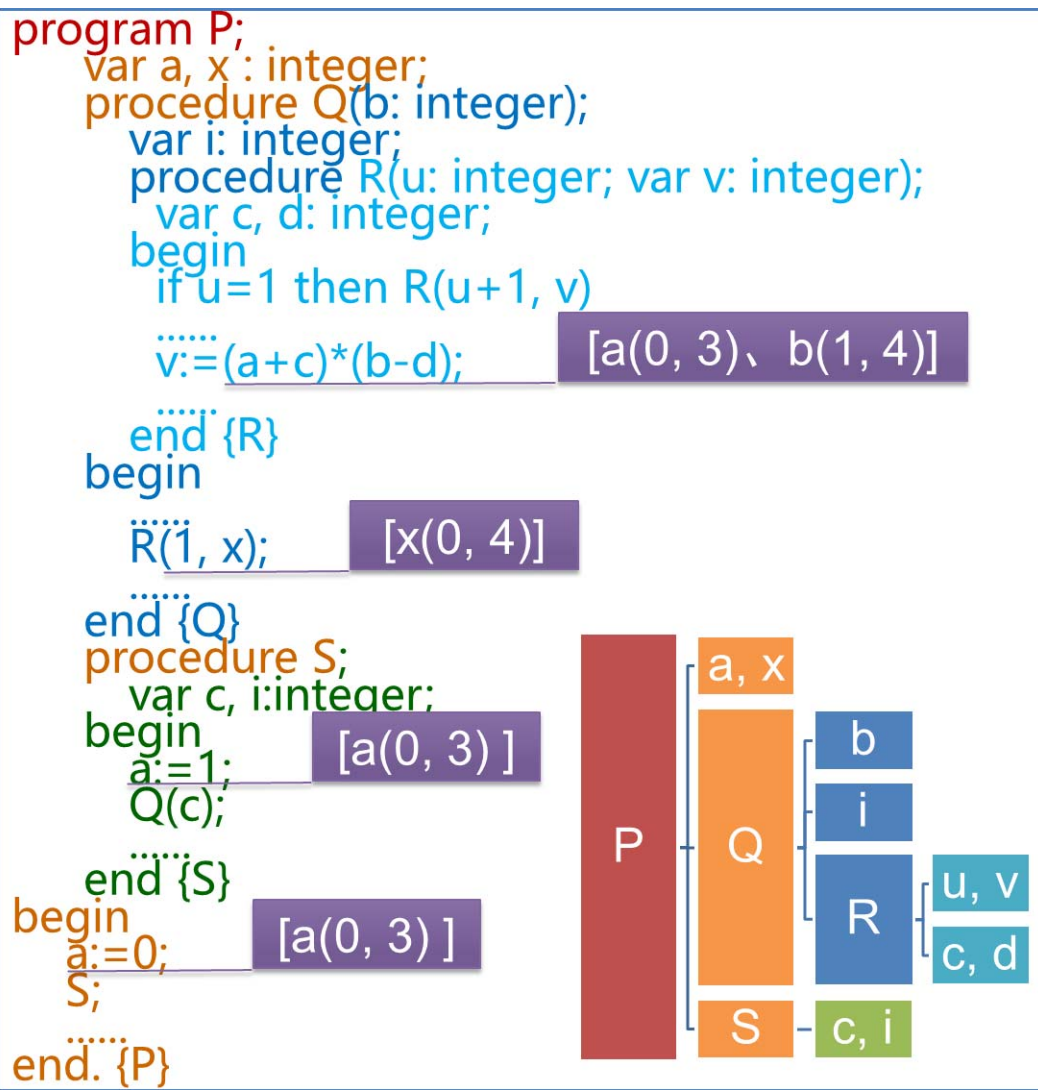 program P;
var a, x : integer;
procedure Q(b: integer);
var i: integer;
procedure R(u: integer; var v: integer);
var c, d: integer;
begin
if u=1 then R(u+1, v)
......
v:=(a+c)*(b-d);
[a(0, 3)、b(1, 4)]
......
end {R}
begin
......
R(1, x);
[x(0, 4)]
......
end {Q}
procedure S;
var c, i:integer;
begin
a:=1;
[a(0, 3) ]
Q(c);
......
end {S}
begin
a:=0;
[a(0, 3) ]
S;
......
end. {P}
P
a, x
Q
b
i
R
u, v
c, d
S
c, i